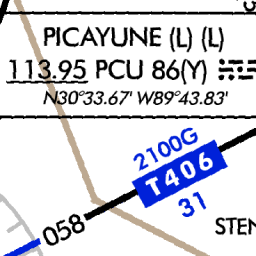 PICAYUNE (L) (L)
113.95 PCU 86(Y)
N30°33.67' W89°43.83'
2100G
T406
31
058
STEN